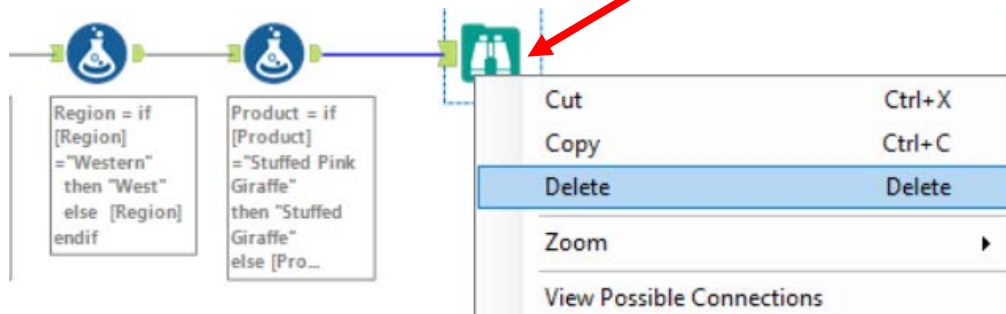 Region = if
[Region]
="Western"
then "West"
else [Region]
endif
Product = if
[Product]
="Stuffed Pink
Giraffe"
then "Stuffed
Giraffe"
else [Pro...
Cut Ctrl+X
Copy Ctrl+C
Delete Delete
Zoom
View Possible Connections